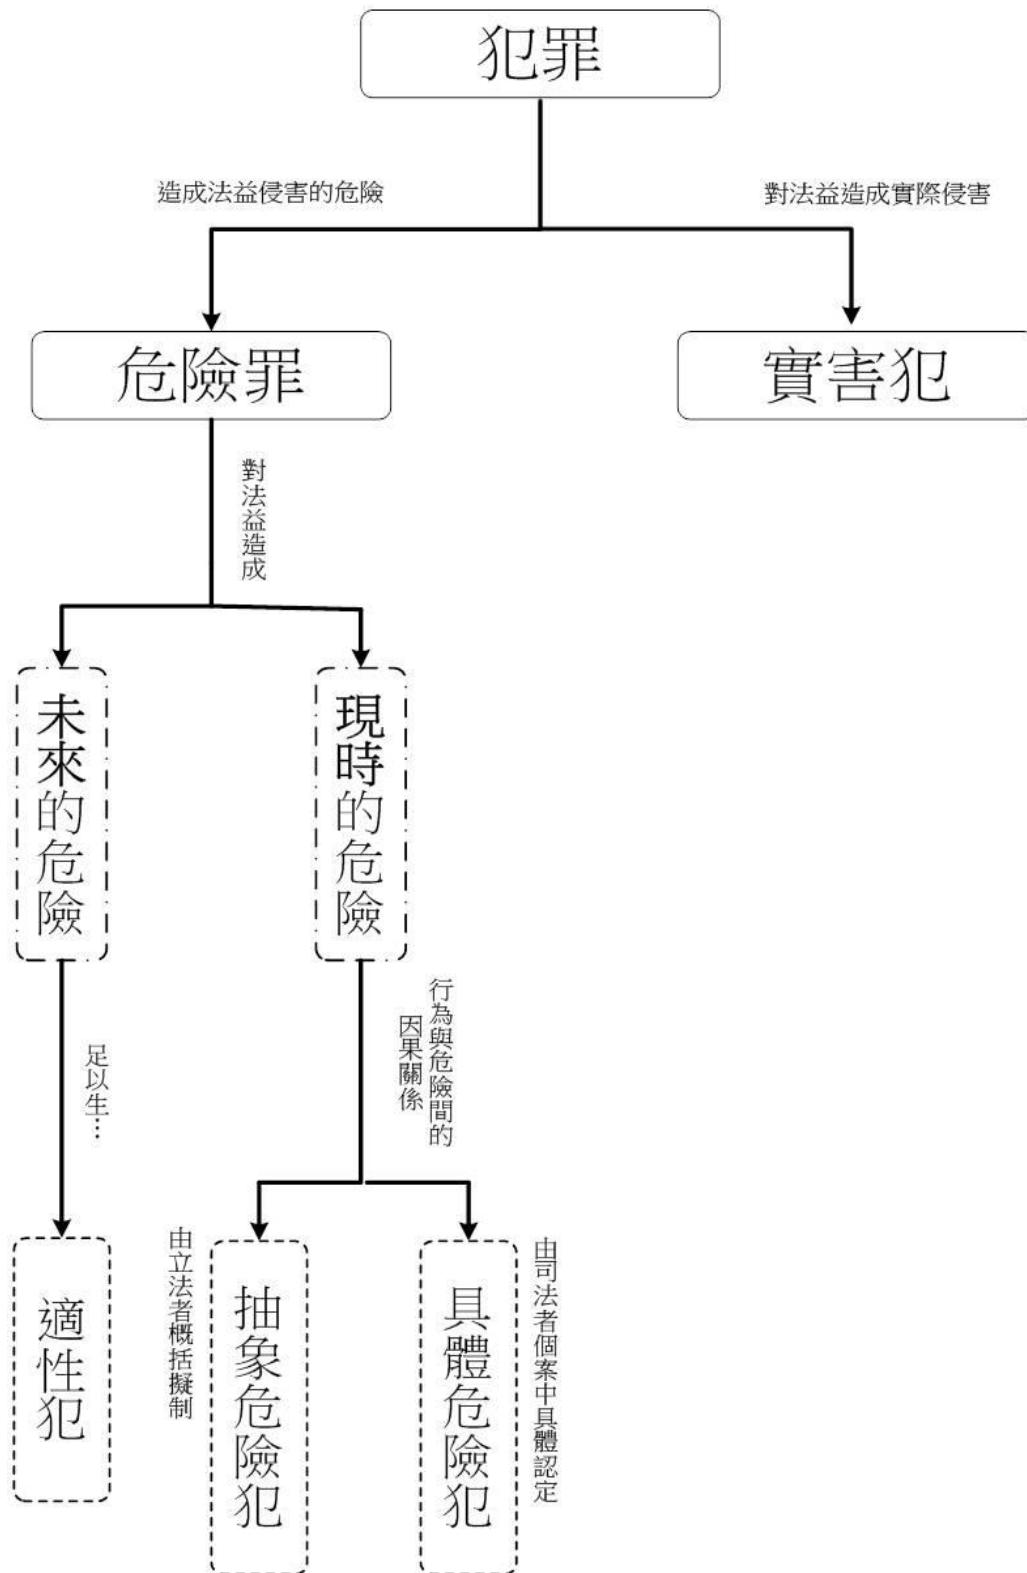 犯罪
造成法益侵害的危險
對法益造成實際侵害
危險罪
實害犯
對法益造成
未來的危險
現時的危險
足以生…
行為與危險間的
因果關係
適性犯
由立法者概括擬制
抽象危險犯
具體危險犯
由司法者個案中具體認定